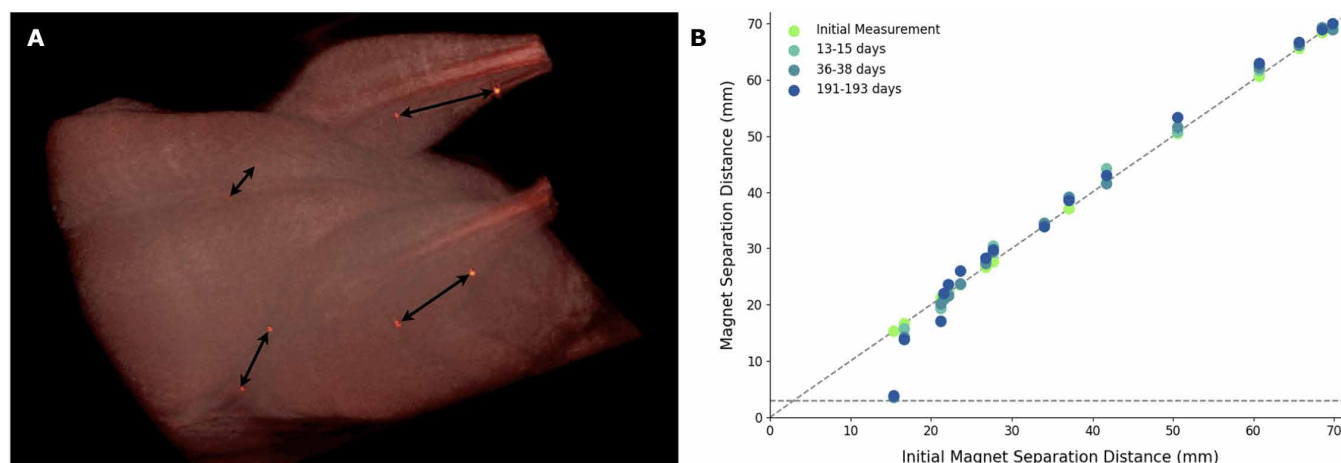 A
B
Initial Measurement
13-15 days
36-38 days
191-193 days
Magnet Separation Distance (mm)
70
60
50
40
30
20
10
0
0 10 20 30 40 50 60 70
Initial Magnet Separation Distance (mm)